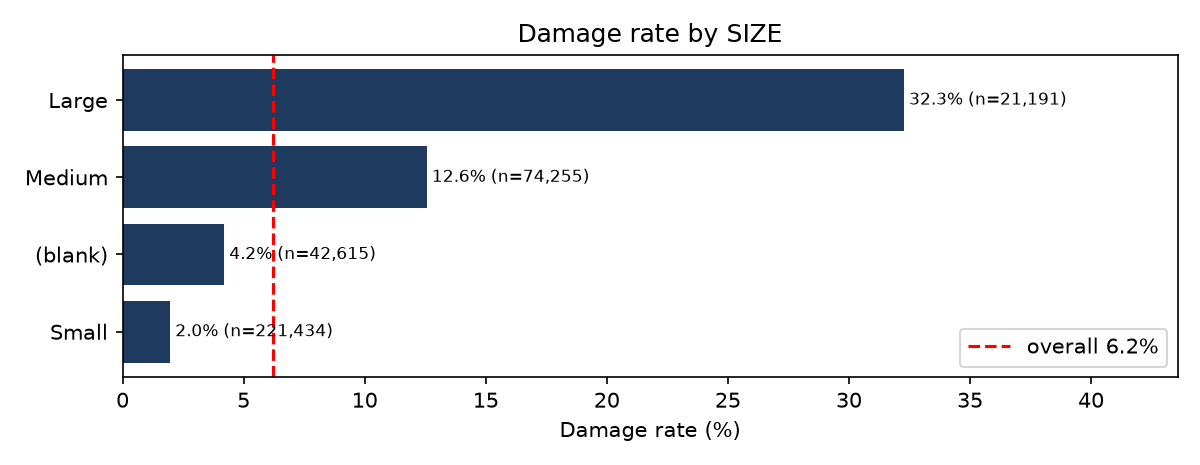 Damage rate by SIZE
Large
32.3% (n=21,191)
Medium
12.6% (n=74,255)
(blank)
4.2% (n=42,615)
Small
2.0% (n=221,434)
overall 6.2%
0 5 10 15 20 25 30 35 40
Damage rate (%)